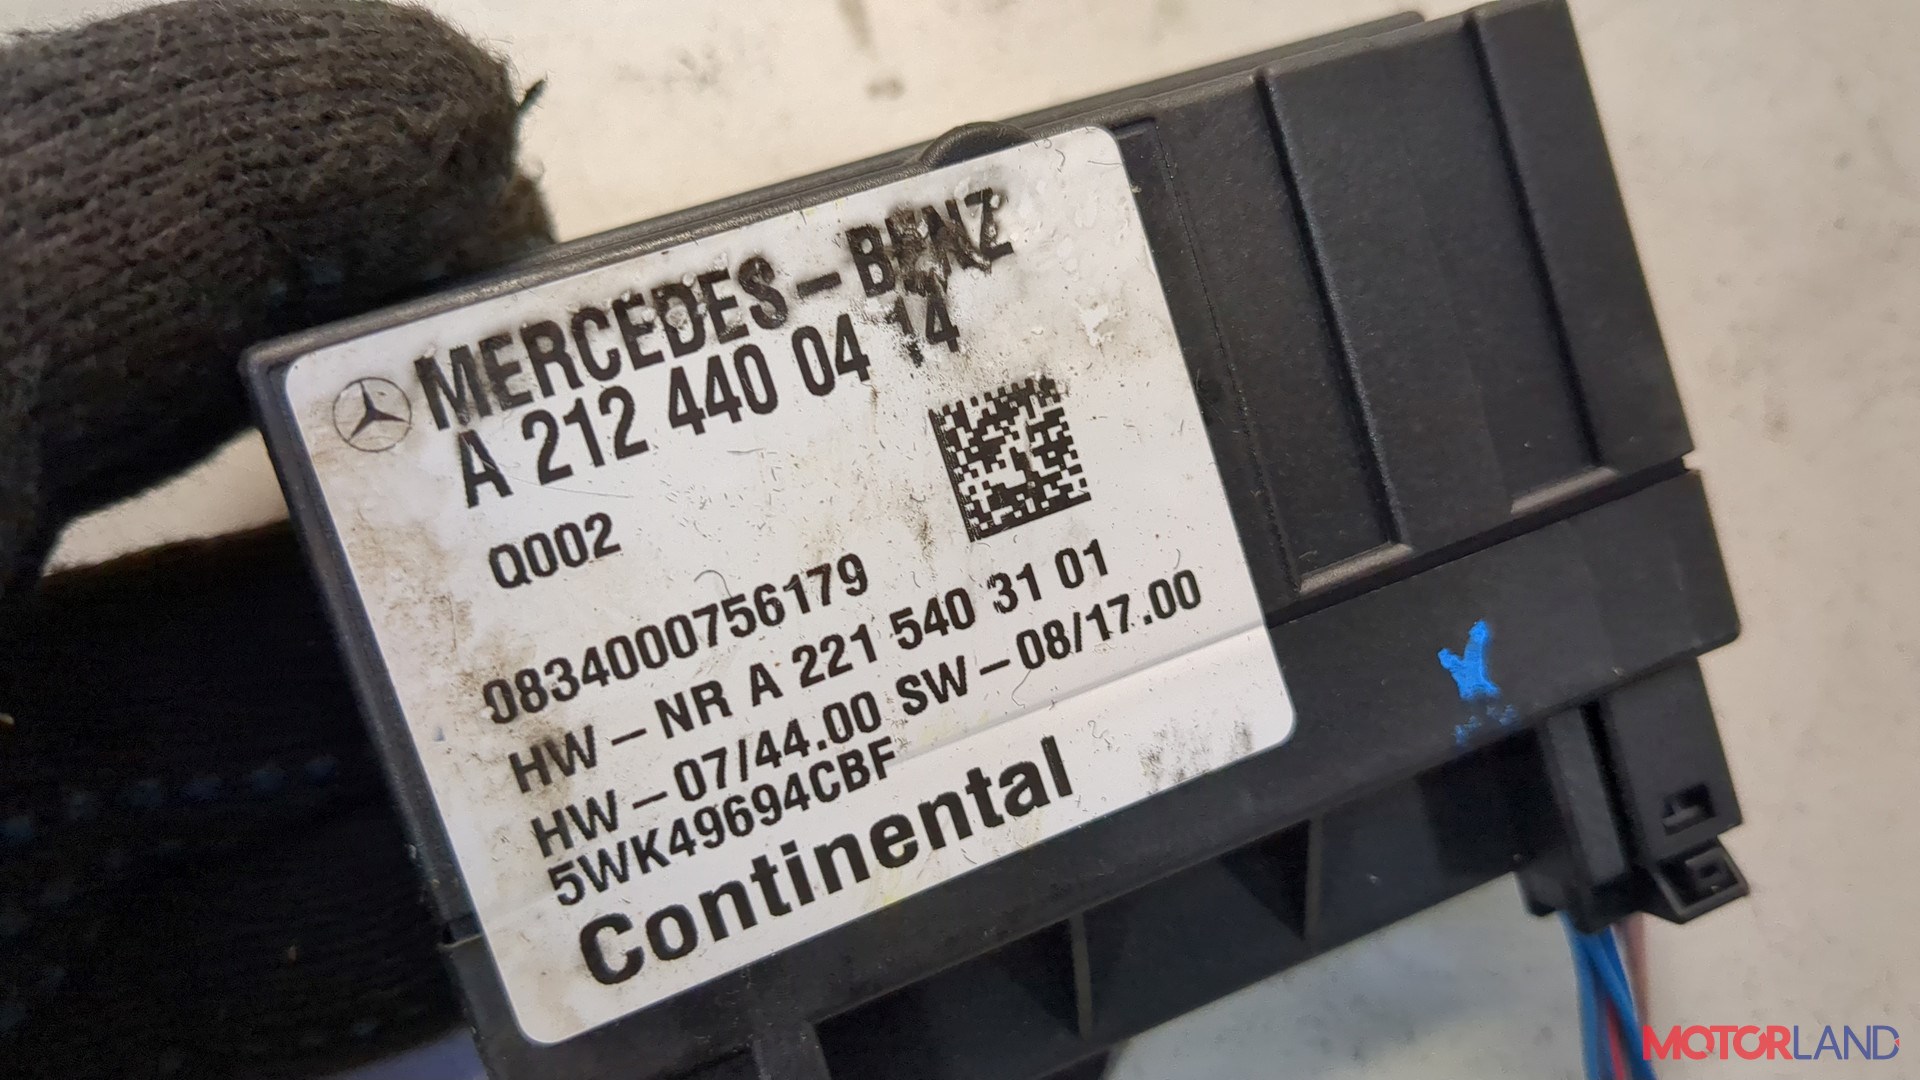 MERCEDES-BENZ
A 212 440 04 14
Q002
0834000756179
HW-NR A 221 540 31 01
HW-07/44.00 SW-08/17.00
5WK49694CBF
Continental
MOTORLAND